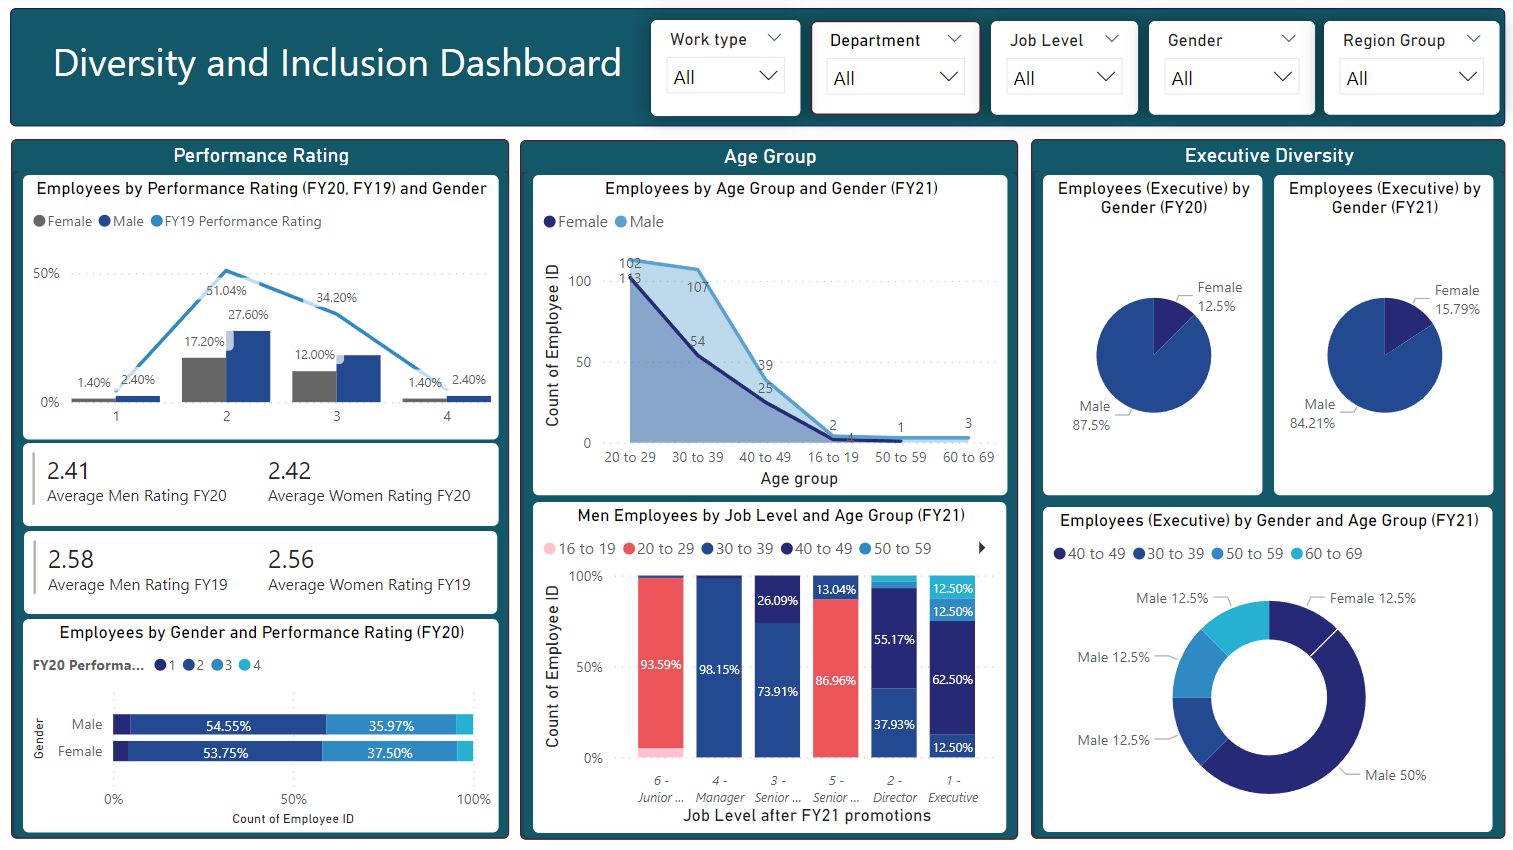 Diversity and Inclusion Dashboard
Work type
All
Department
All
Job Level
All
Gender
All
Region Group
All
Performance Rating
Employees by Performance Rating (FY20, FY19) and Gender
Female Male FY19 Performance Rating
50%
0%
51.04%
34.20%
27.60%
17.20%
12.00%
1.40%
2.40%
1.40%
2.40%
1 2 3 4
2.41
Average Men Rating FY20
2.42
Average Women Rating FY20
2.58
Average Men Rating FY19
2.56
Average Women Rating FY19
Employees by Gender and Performance Rating (FY20)
FY20 Performa... 1 2 3 4
Gender
Male 54.55% 35.97%
Female 53.75% 37.50%
0% 50% 100%
Count of Employee ID
Age Group
Employees by Age Group and Gender (FY21)
Female Male
Count of Employee ID
100
50
0
102
113
107
54
39
25
2
4
1
3
20 to 29 30 to 39 40 to 49 16 to 19 50 to 59 60 to 69
Age group
Men Employees by Job Level and Age Group (FY21)
16 to 19 20 to 29 30 to 39 40 to 49 50 to 59
Count of Employee ID
100%
50%
0%
93.59%
98.15%
26.09%
73.91%
13.04%
86.96%
55.17%
37.93%
12.50%
12.50%
62.50%
12.50%
6 -
Junior ...
4 -
Manager
3 -
Senior ...
5 -
Senior ...
2 -
Director
1 -
Executive
Job Level after FY21 promotions
Executive Diversity
Employees (Executive) by
Gender (FY20)
Female
12.5%
Male
87.5%
Employees (Executive) by
Gender (FY21)
Female
15.79%
Male
84.21%
Employees (Executive) by Gender and Age Group (FY21)
40 to 49 30 to 39 50 to 59 60 to 69
Male 12.5%
Female 12.5%
Male 12.5%
Male 12.5%
Male 50%